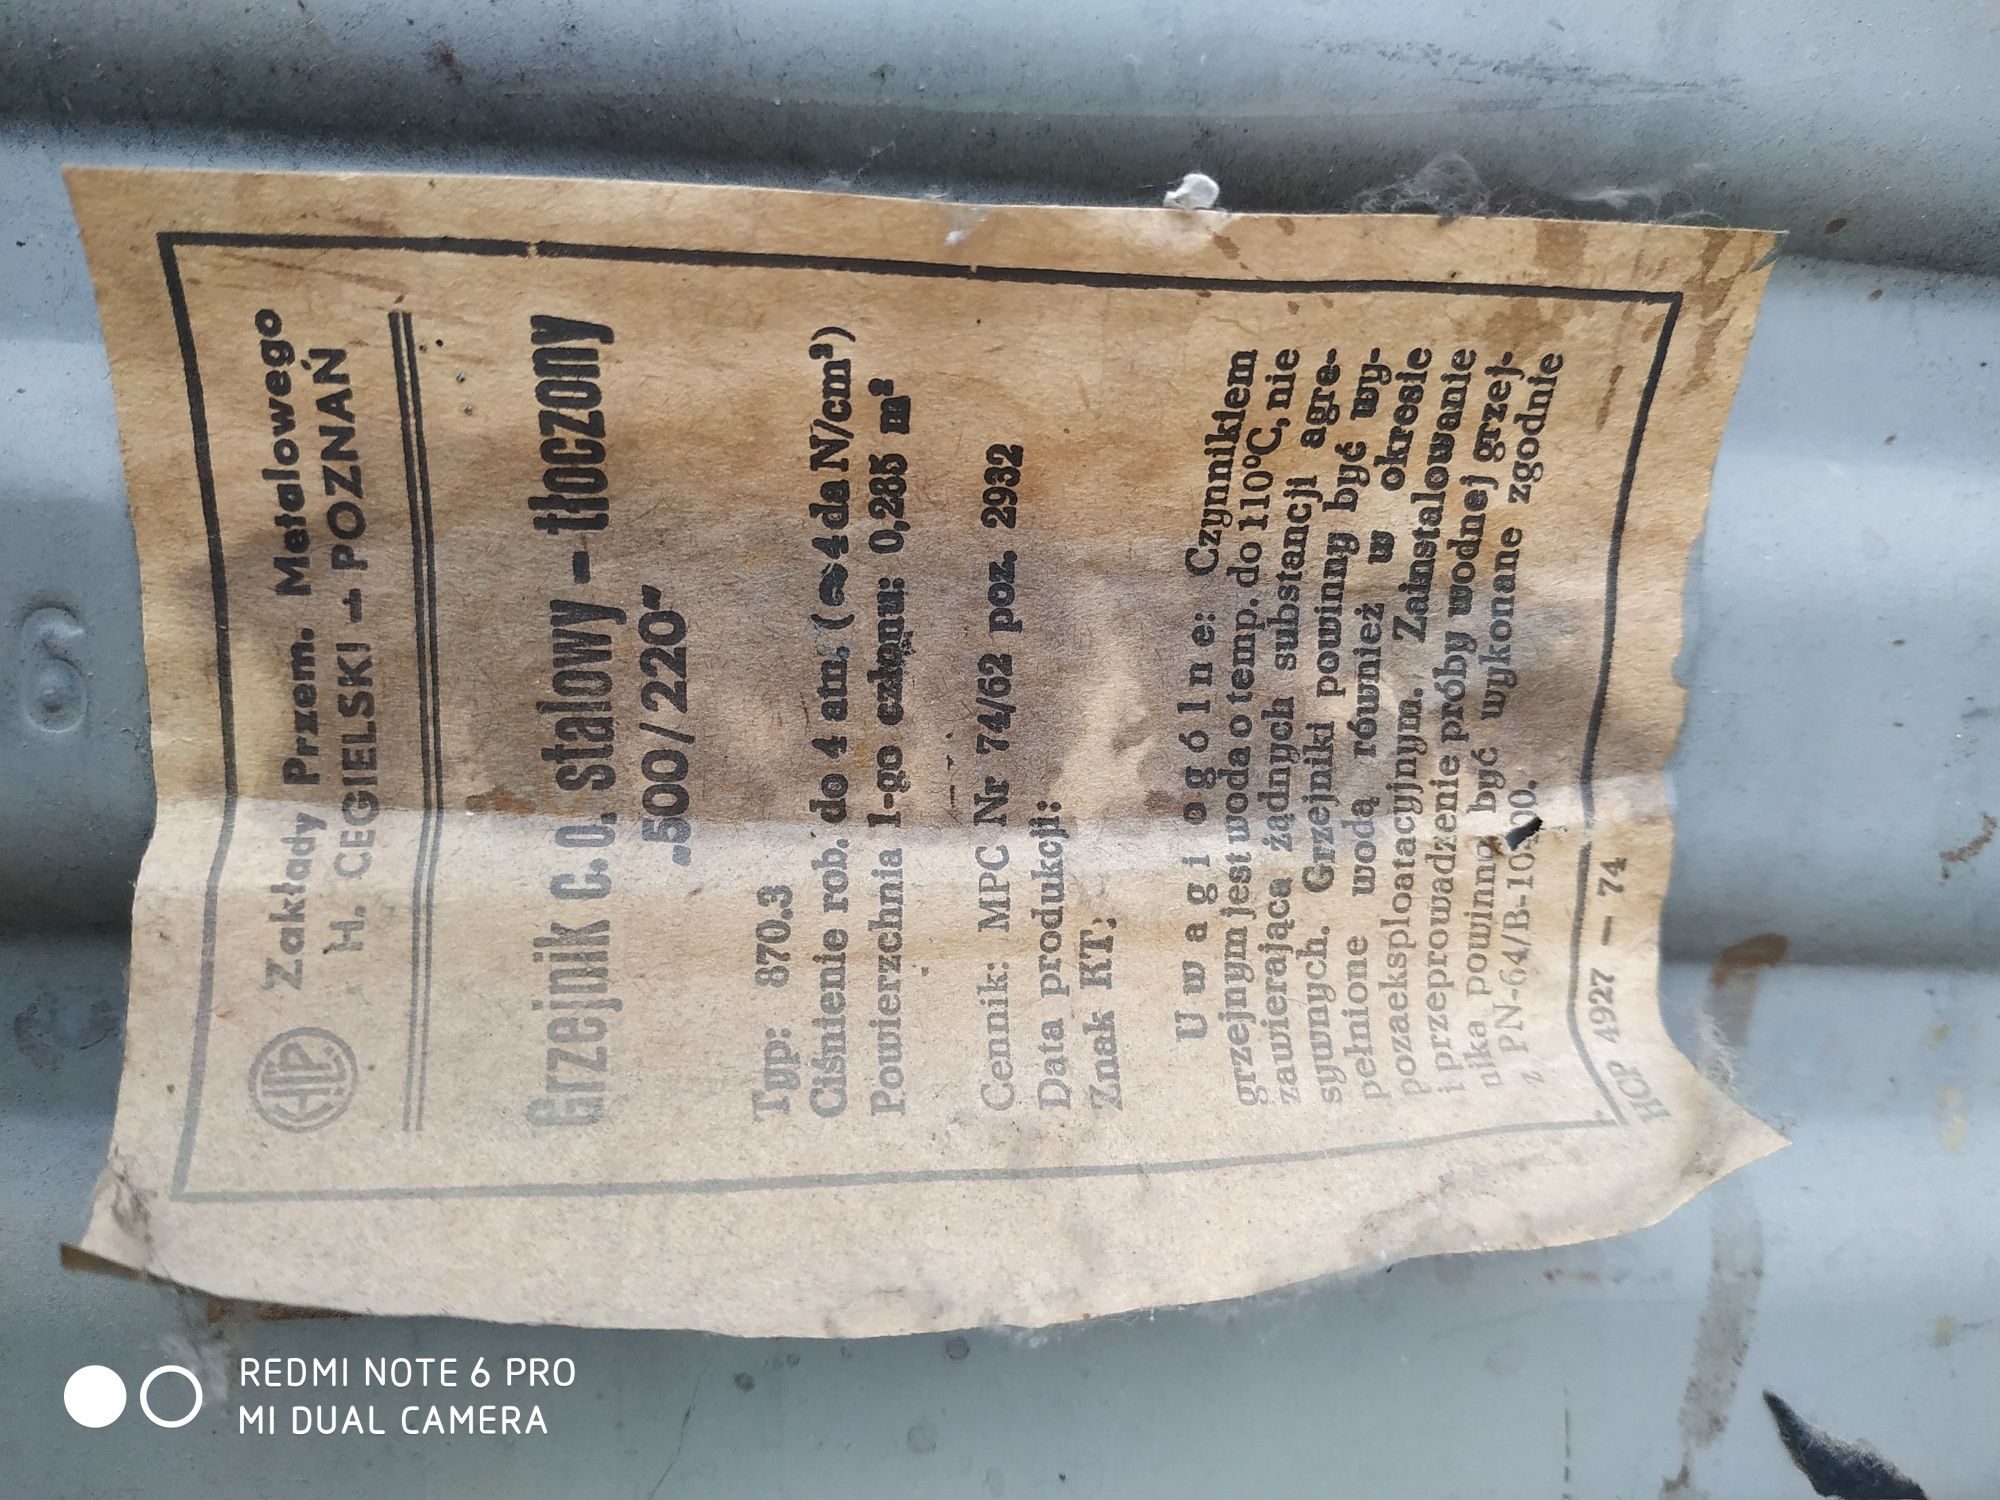 HCP
Zakłady Przem. Metalowego
H. CEGIELSKI - POZNAŃ
Grzejnik c.o. stalowy - tłoczony
„500/220”
Typ: 870.3
Ciśnienie rob. do 4 atn. (≈4 da N/cm²)
Powierzchnia 1-go członu: 0,285 m²
Cennik: MPC Nr 74/62 poz. 2932
Data produkcji:
Znak KT:
Uwagi ogólne: Czynnikiem
grzejnym jest woda o temp. do 110°C, nie
zawierająca żądnych substancji agre-
sywnych. Grzejniki powinny być wy-
pełnione wodą również w okresie
pozaeksploatacyjnym. Zainstalowanie
i przeprowadzenie próby wodnej grzej-
nika powinno być wykonane zgodnie
z PN-64/B-10400.
HCP 4927 — 74
6
REDMI NOTE 6 PRO
MI DUAL CAMERA